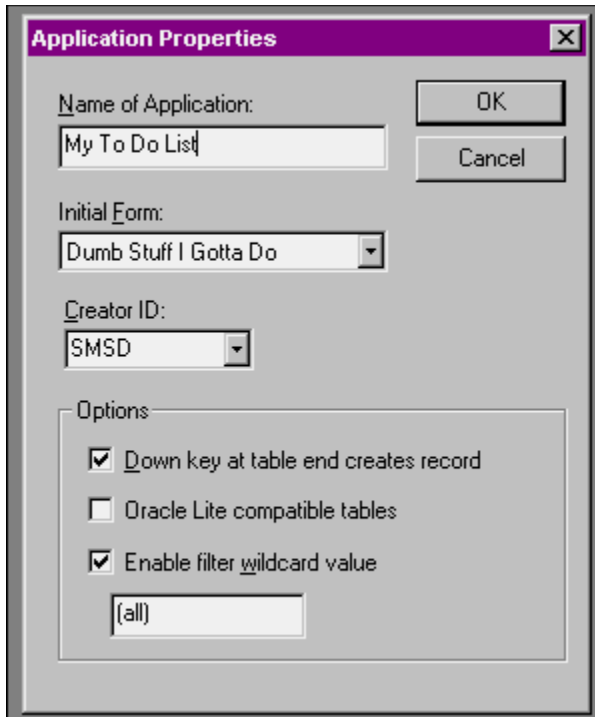 Application Properties
Name of Application:
OK
My To Do List
Cancel
Initial Form:
Dumb Stuff I Gotta Do
Creator ID:
SMSD
Options
Down key at table end creates record
Oracle Lite compatible tables
Enable filter wildcard value
(all)